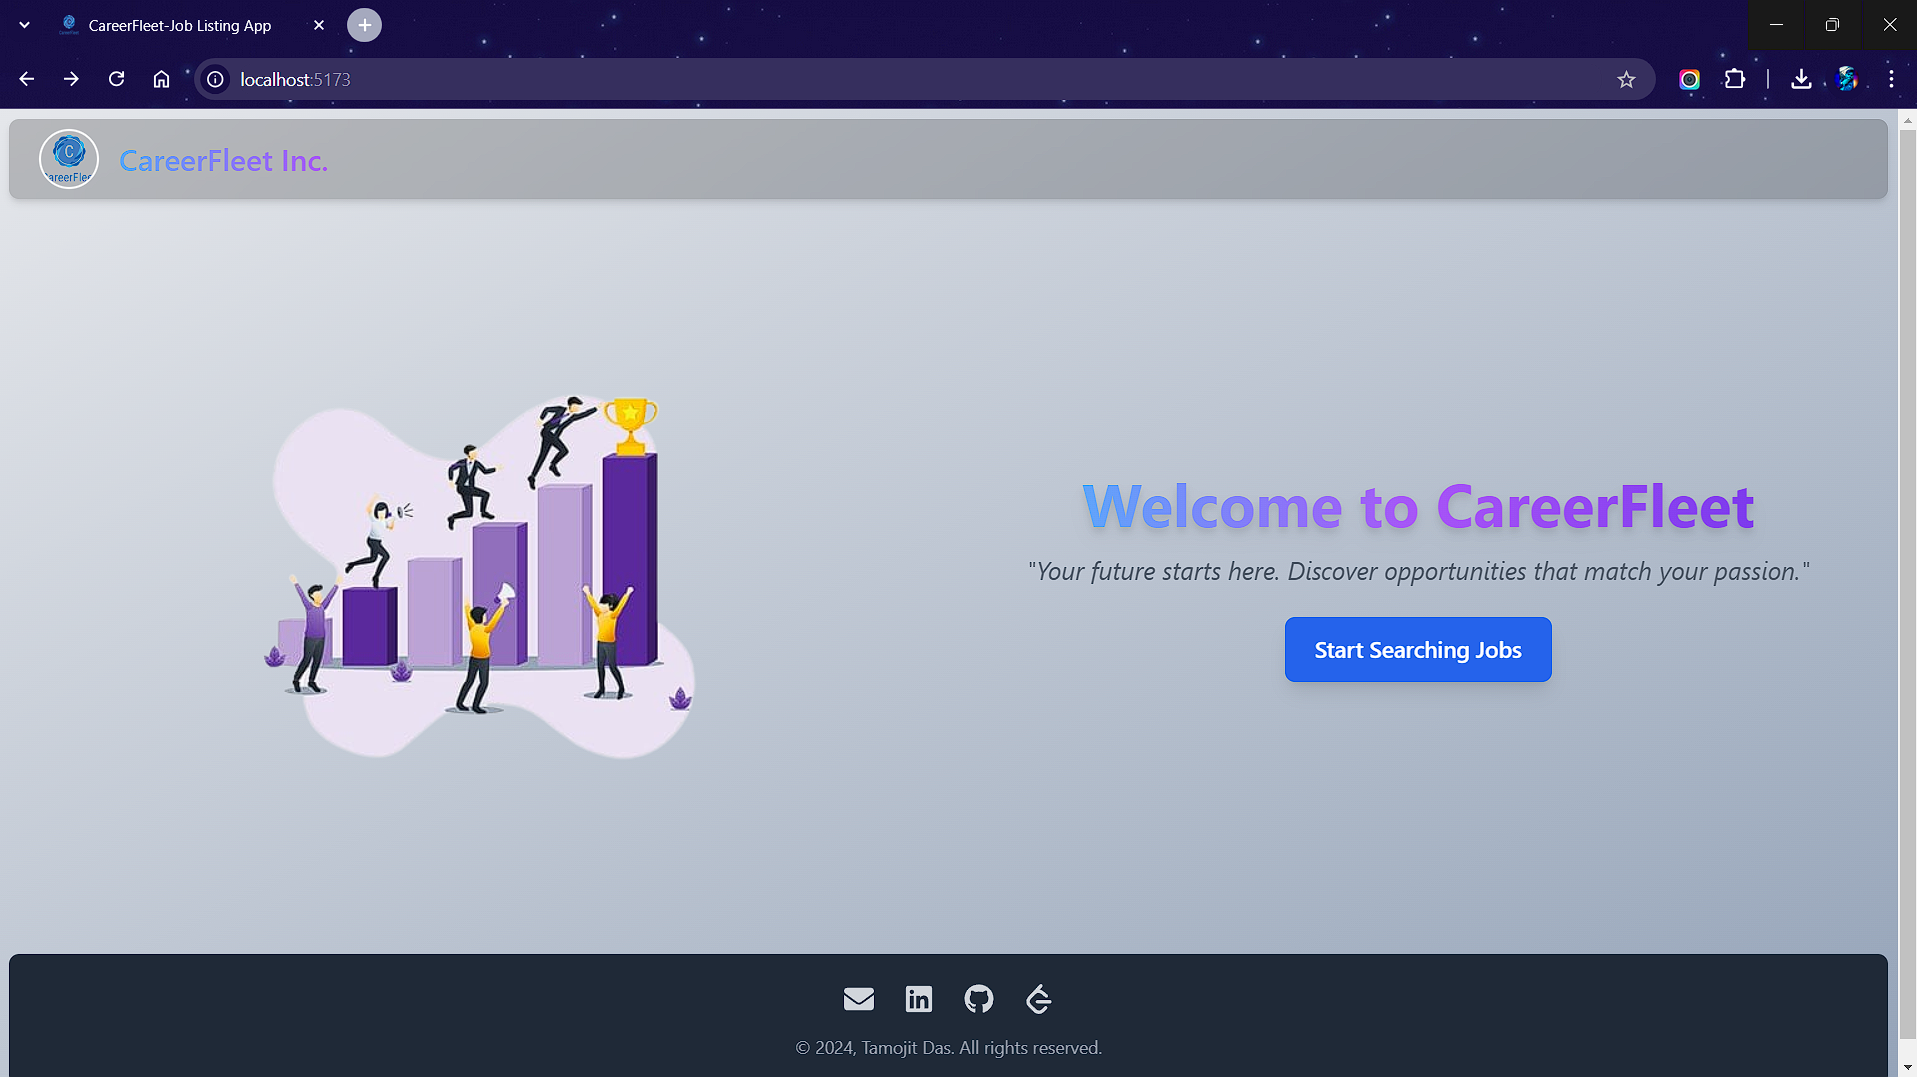 CareerFleet-Job Listing App
localhost:5173
C
CareerFleet Inc.
Welcome to CareerFleet
"Your future starts here. Discover opportunities that match your passion."
Start Searching Jobs
© 2024, Tamojit Das. All rights reserved.